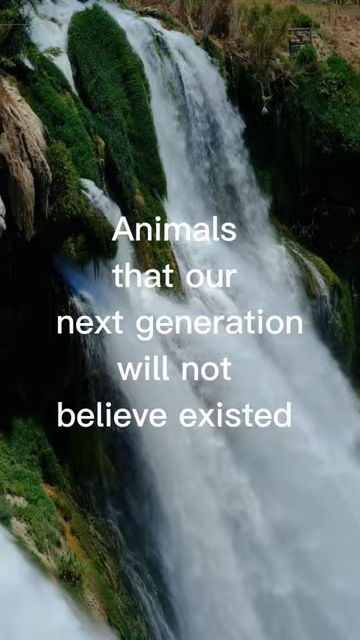 Animals
that our
next generation
will not
believe existed